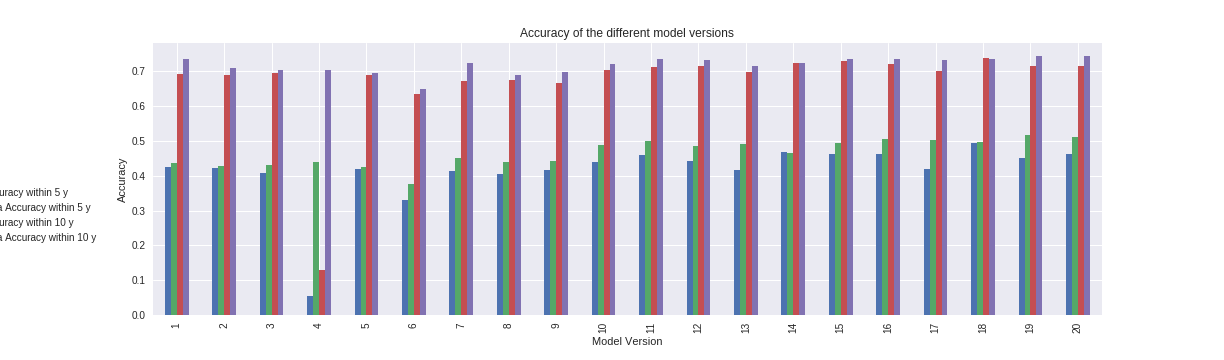 Accuracy of the different model versions
0.7
0.6
0.5
0.4
0.3
0.2
0.1
0.0
Accuracy
uracy within 5 y
a Accuracy within 5 y
uracy within 10 y
a Accuracy within 10 y
1 2 3 4 5 6 7 8 9 10 11 12 13 14 15 16 17 18 19 20
Model Version